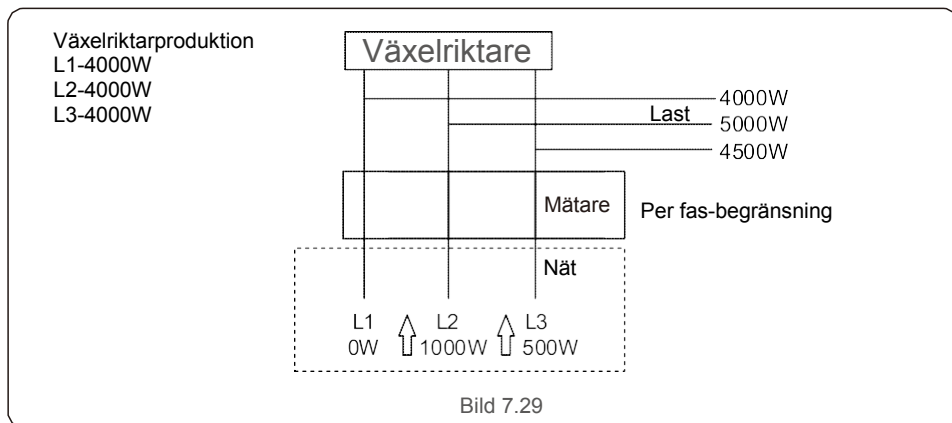 Växelriktarproduktion
L1-4000W
L2-4000W
L3-4000W
Växelriktare
4000W
Last
5000W
4500W
Mätare
Per fas-begränsning
Nät
L1 L2 L3
0W 1000W 500W
Bild 7.29